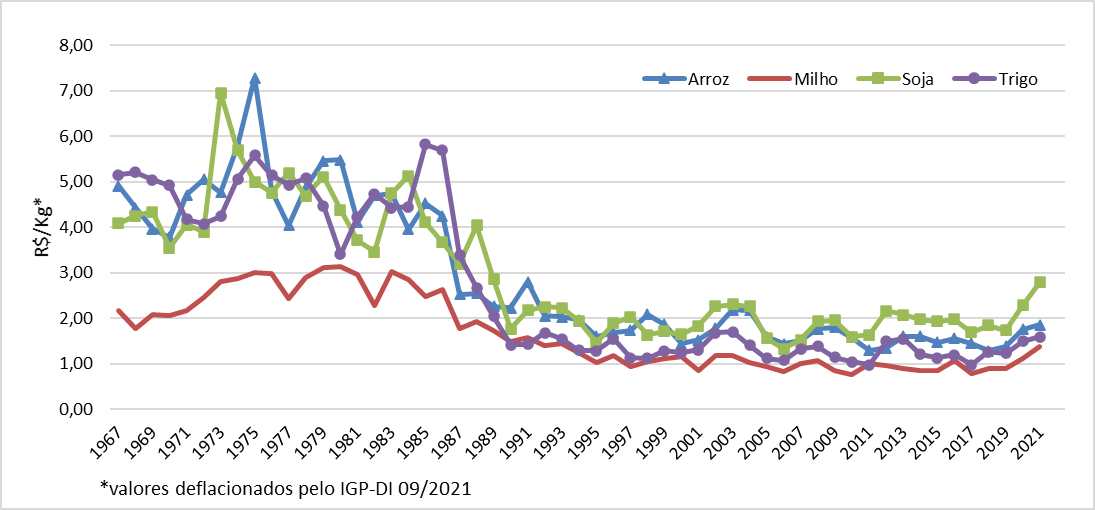 8,00
7,00
6,00
5,00
4,00
3,00
2,00
1,00
0,00
R$/Kg*
Arroz Milho Soja Trigo
1967 1969 1971 1973 1975 1977 1979 1981 1983 1985 1987 1989 1991 1993 1995 1997 1999 2001 2003 2005 2007 2009 2011 2013 2015 2017 2019 2021
*valores deflacionados pelo IGP-DI 09/2021